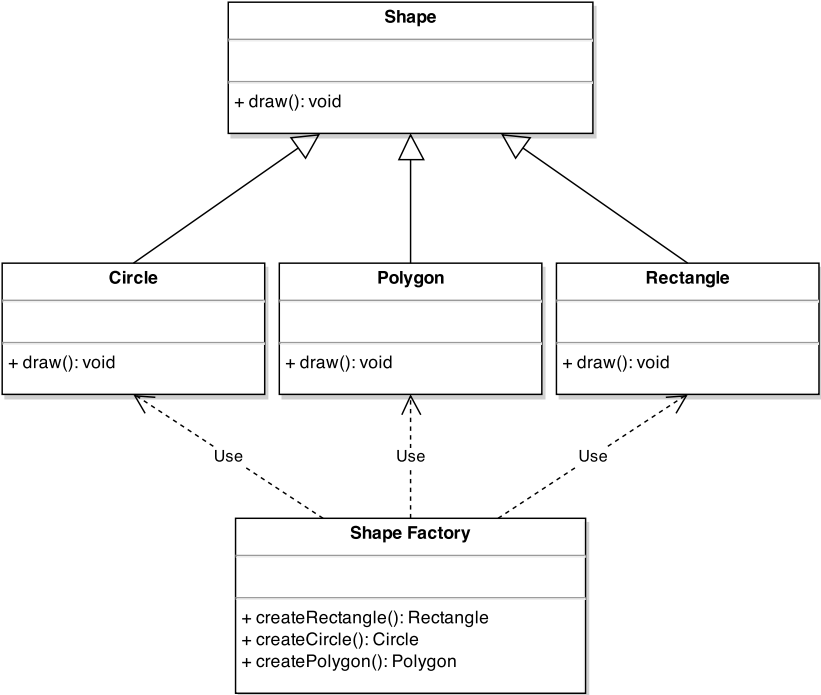 Shape
+ draw(): void
Circle
+ draw(): void
Polygon
+ draw(): void
Rectangle
+ draw(): void
Use
Use
Use
Shape Factory
+ createRectangle(): Rectangle
+ createCircle(): Circle
+ createPolygon(): Polygon